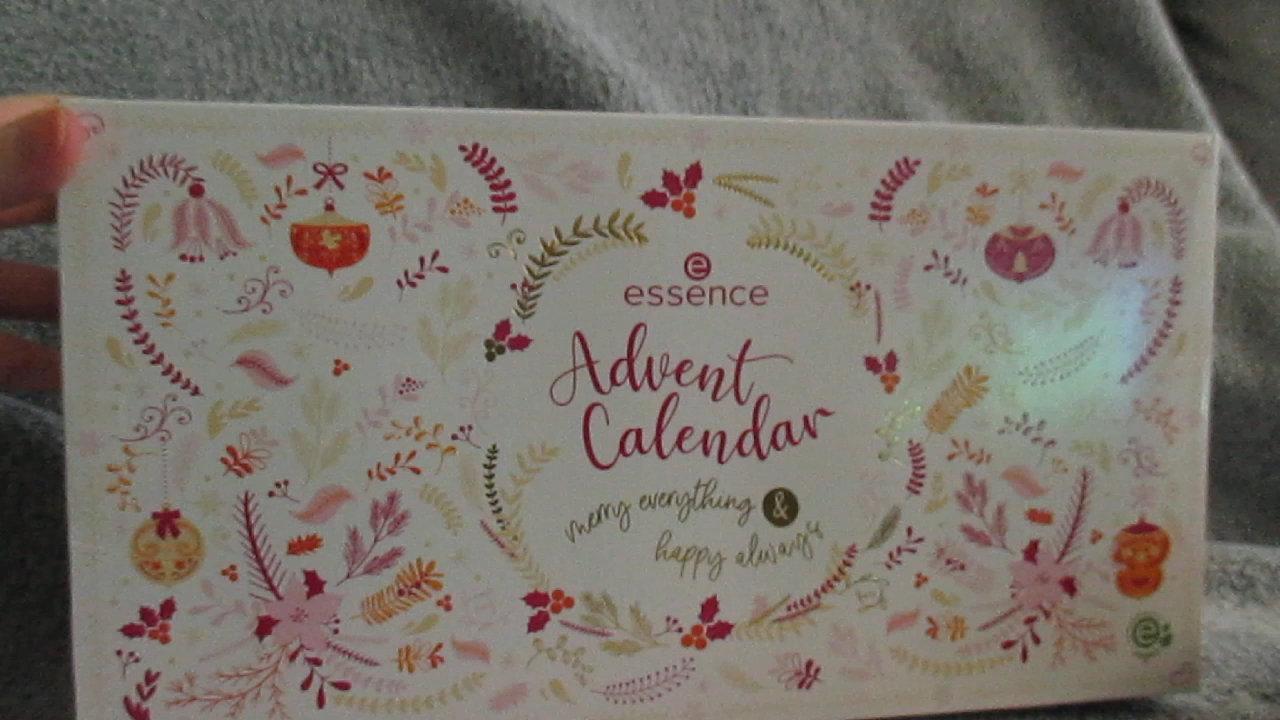 e
essence
Advent
Calendar
merry everything &
happy always
e